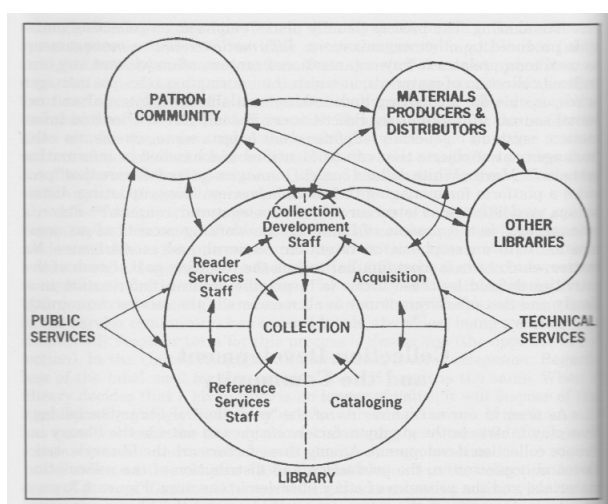 PATRON
COMMUNITY
MATERIALS
PRODUCERS &
DISTRIBUTORS
OTHER
LIBRARIES
Collection
Development
Staff
Reader
Services
Staff
Acquisitions
PUBLIC
SERVICES
COLLECTION
TECHNICAL
SERVICES
Reference
Services
Staff
Cataloging
LIBRARY